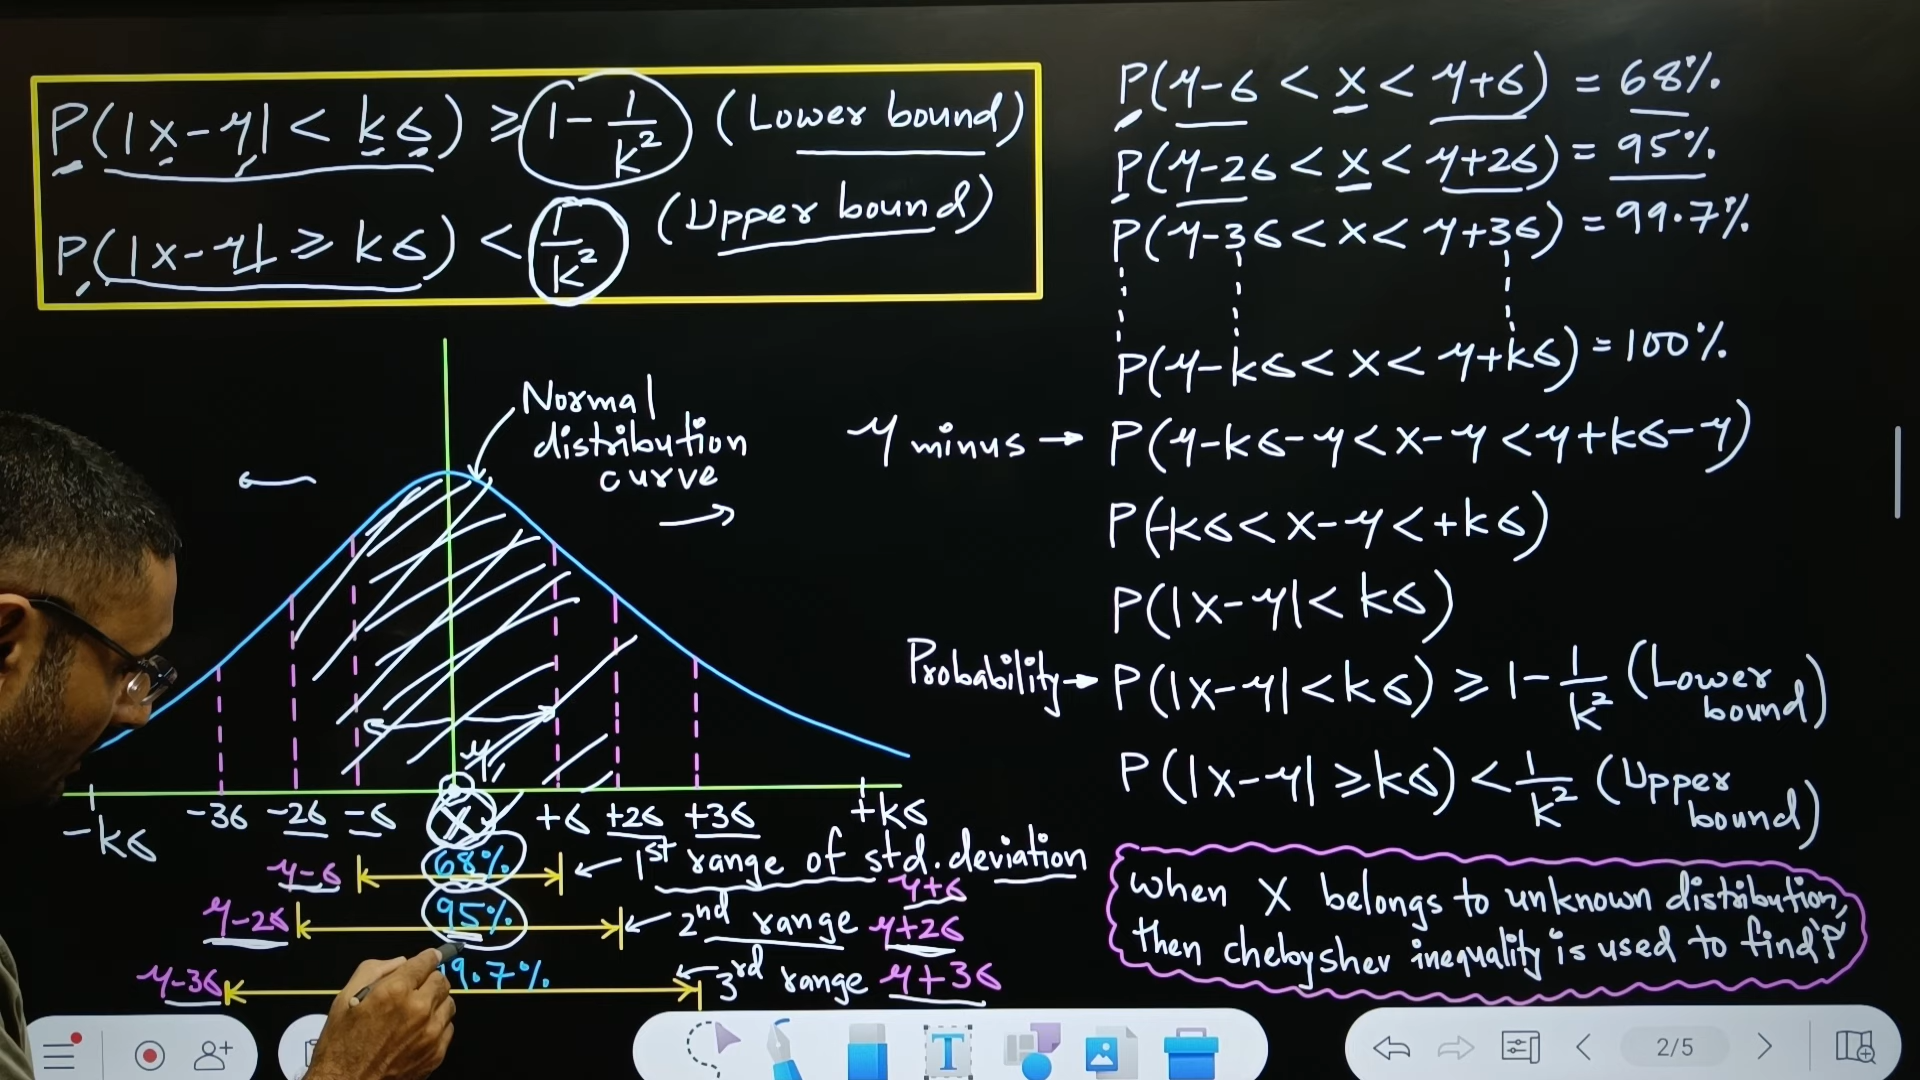 P(|x-μ| < kσ) ≥ 1 - 1/k² (Lower bound)
P(|x-μ| ≥ kσ) < 1/k² (Upper bound)
Normal
distribution
curve
μ
-kσ -3σ -2σ -σ X +σ +2σ +3σ +kσ
μ-σ 68% 1st range of std. deviation
μ+σ
μ-2σ 95% 2nd range μ+2σ
μ-3σ 9.7% 3rd range μ+3σ
P(μ-σ < x < μ+σ) = 68%
P(μ-2σ < x < μ+2σ) = 95%
P(μ-3σ < x < μ+3σ) = 99.7%
P(μ-kσ < x < μ+kσ) = 100%
μ minus → P(μ-kσ-μ < x-μ < μ+kσ-μ)
P(-kσ < x-μ < +kσ)
P(|x-μ| < kσ)
Probability → P(|x-μ| < kσ) ≥ 1 - 1/k² (Lower
bound)
P(|x-μ| ≥ kσ) < 1/k² (Upper
bound)
when X belongs to unknown distribution,
then chebyshev inequality is used to find 'P'
T
2/5